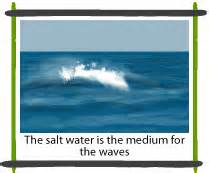 The salt water is the medium for
the waves